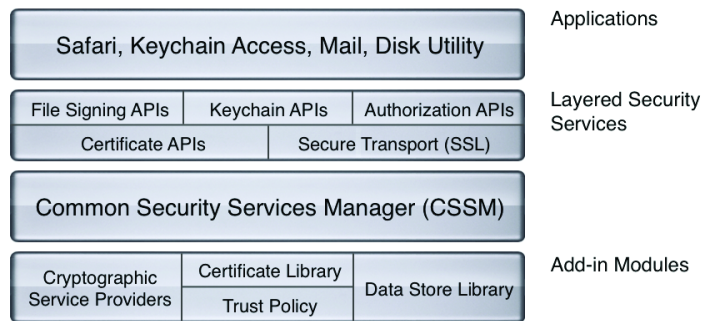 Safari, Keychain Access, Mail, Disk Utility
Applications
File Signing APIs
Keychain APIs
Authorization APIs
Certificate APIs
Secure Transport (SSL)
Layered Security
Services
Common Security Services Manager (CSSM)
Cryptographic
Service Providers
Certificate Library
Trust Policy
Data Store Library
Add-in Modules